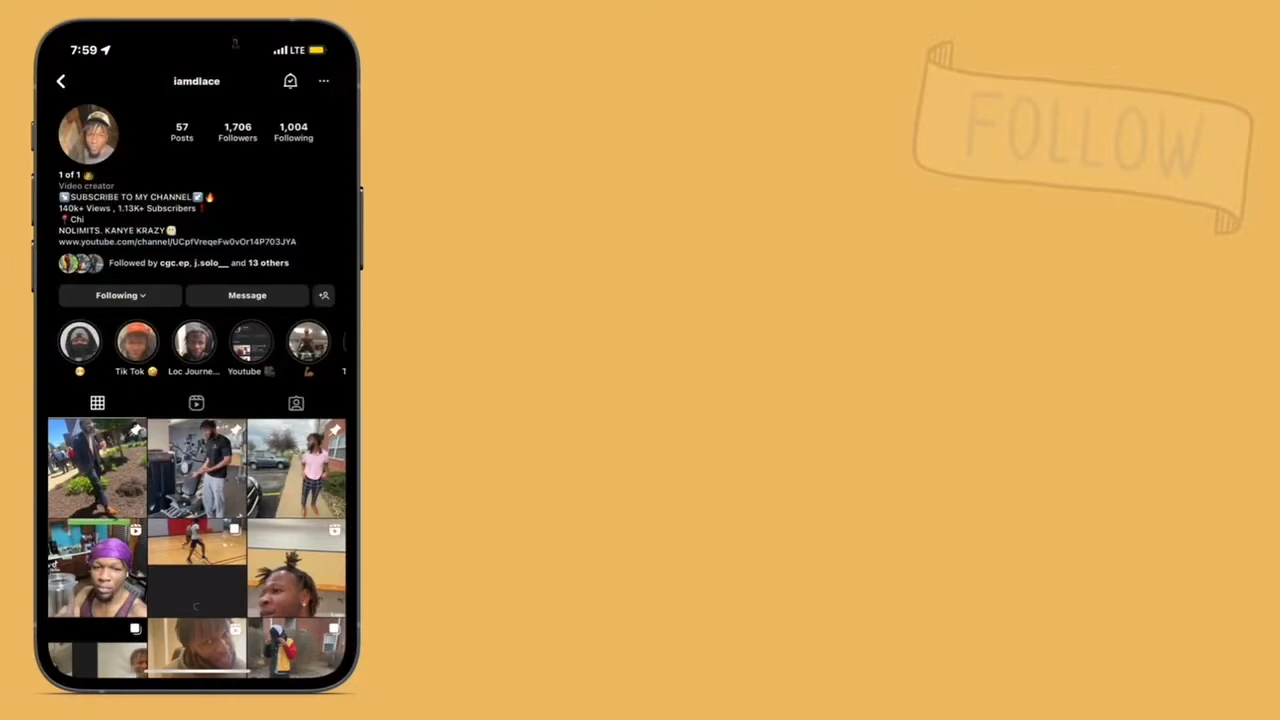 7:59
LTE
iamdlace
57
Posts
1,706
Followers
1,004
Following
1 of 1
Video creator
SUBSCRIBE TO MY CHANNEL
140k+ Views , 1.13K+ Subscribers❗
📍Chi
NOLIMITS. KANYE KRAZY
www.youtube.com/channel/UCpfVreqeFw0vOr14P703JYA
Followed by cgc.ep, j.solo__ and 13 others
Following
Message
Tik Tok
Loc Journe...
Youtube
FOLLOW